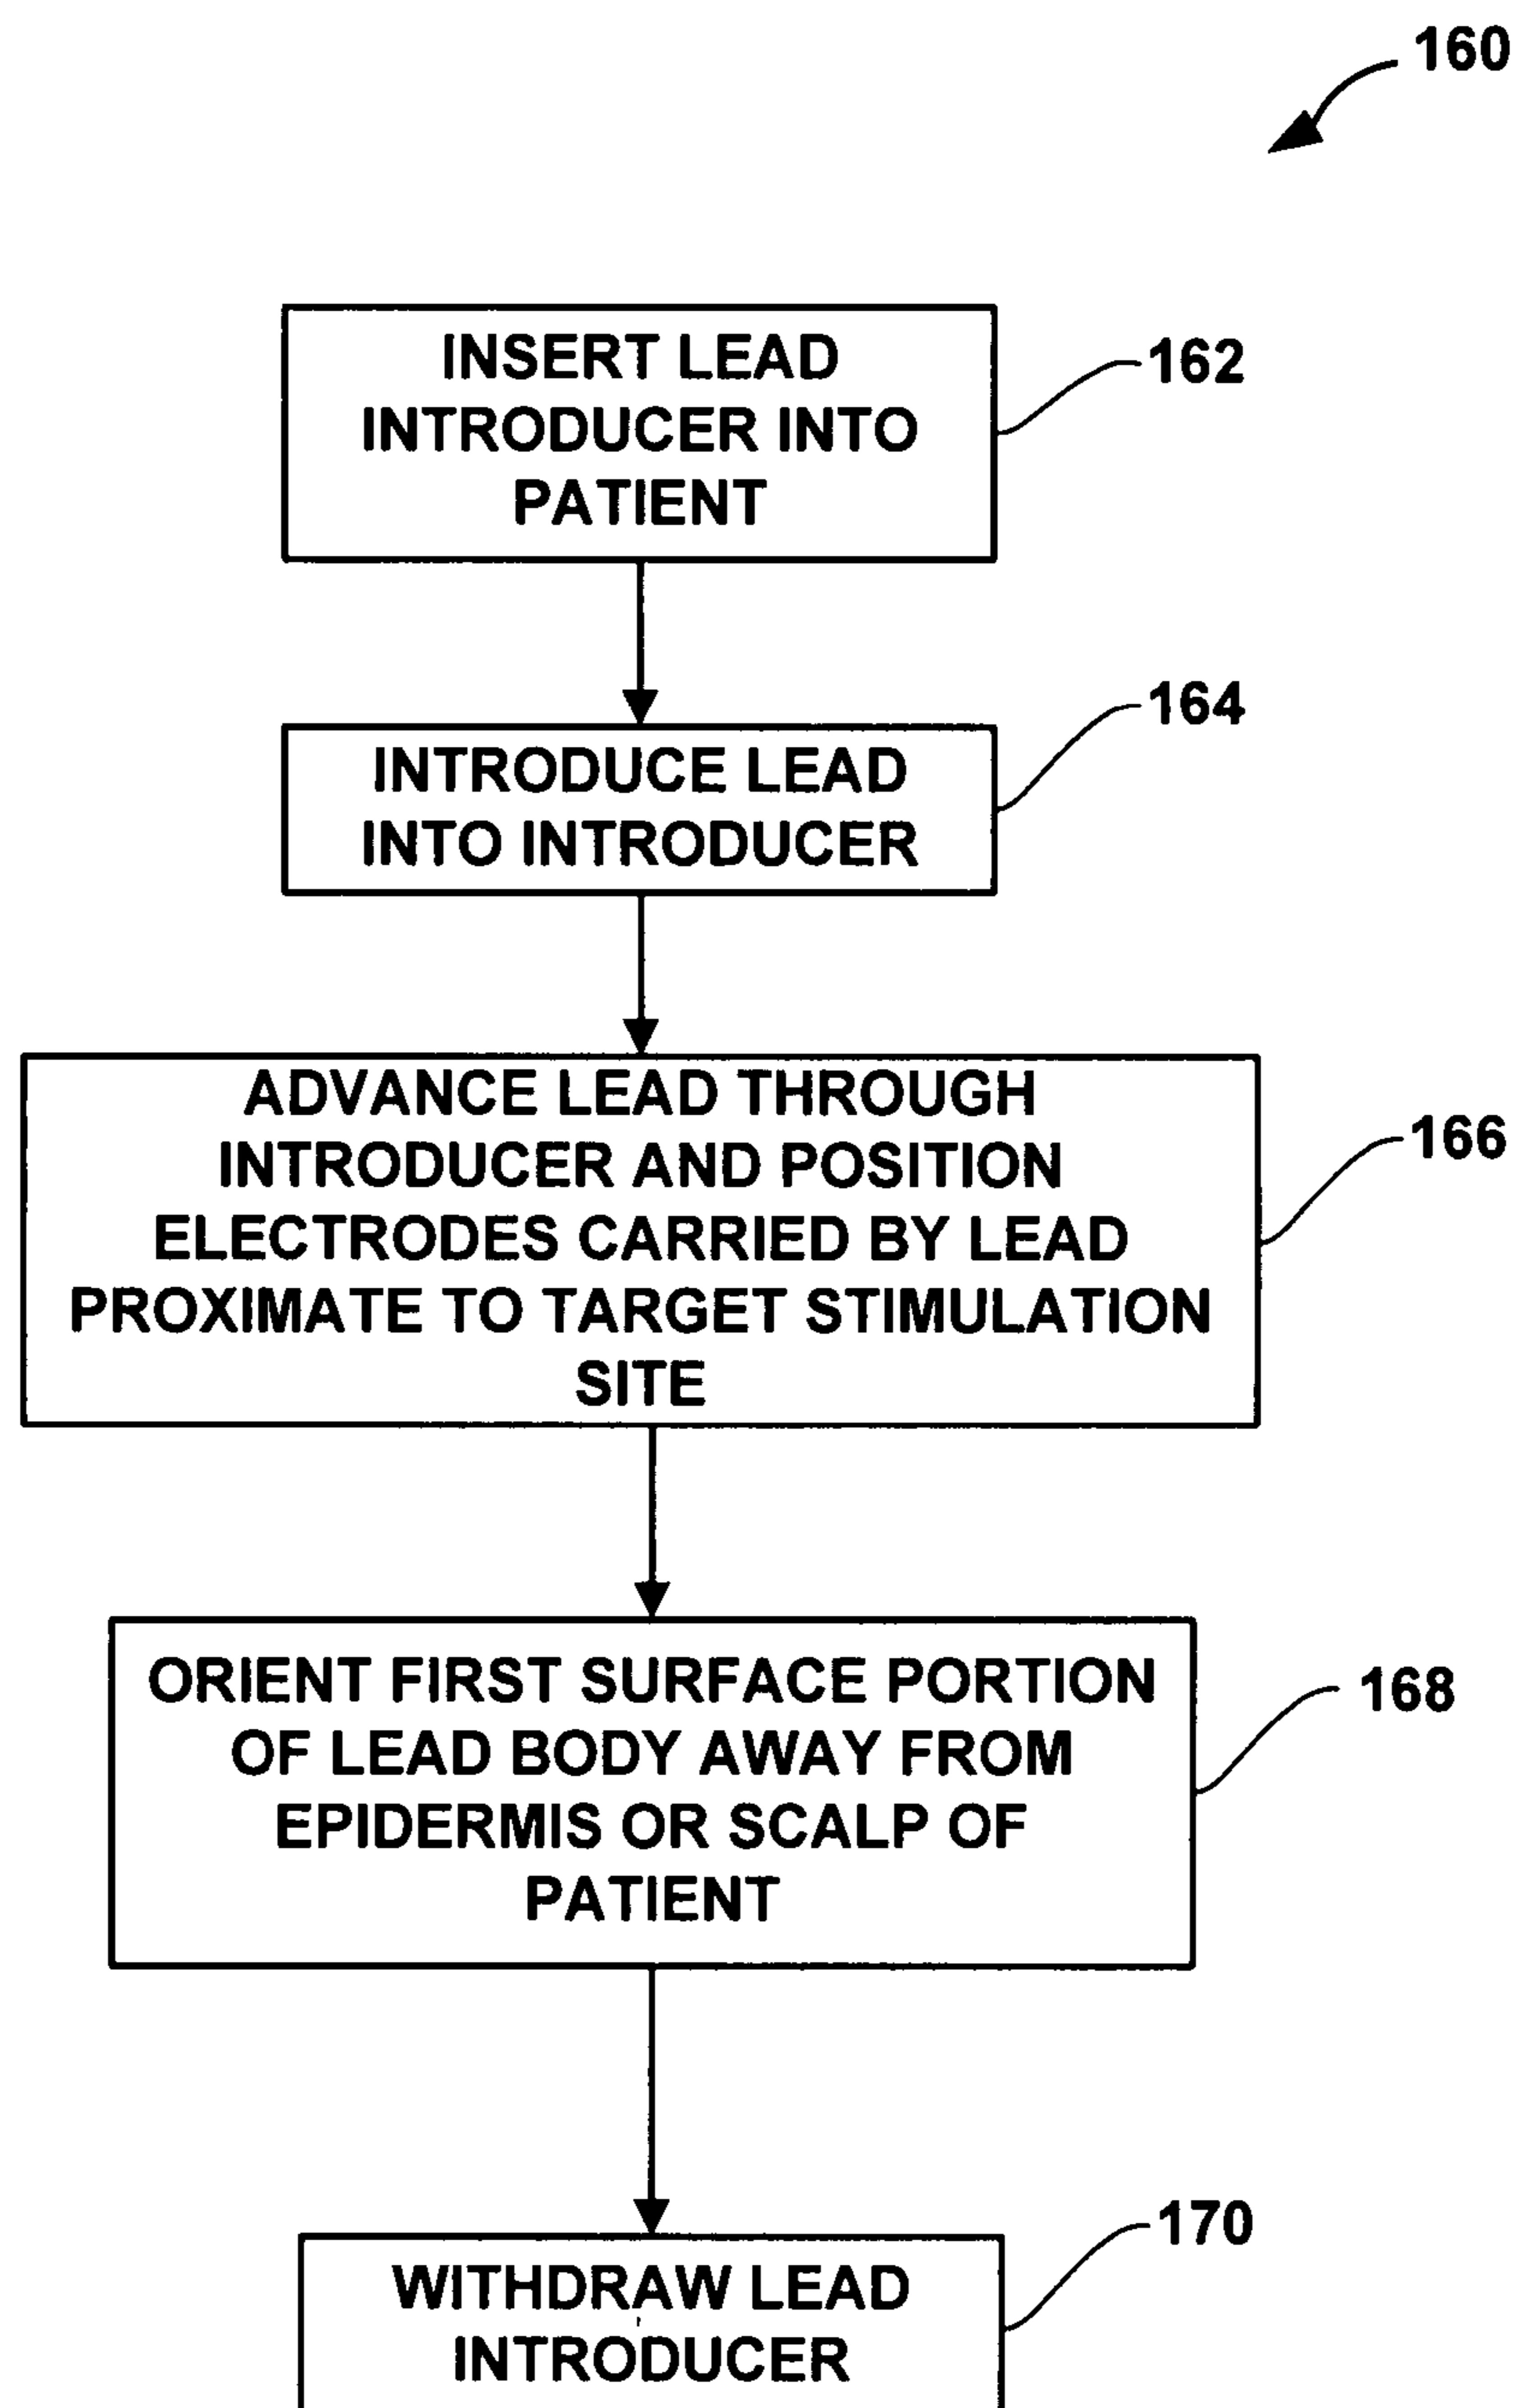 160
INSERT LEAD
INTRODUCER INTO
PATIENT
162
INTRODUCE LEAD
INTO INTRODUCER
164
ADVANCE LEAD THROUGH
INTRODUCER AND POSITION
ELECTRODES CARRIED BY LEAD
PROXIMATE TO TARGET STIMULATION
SITE
166
ORIENT FIRST SURFACE PORTION
OF LEAD BODY AWAY FROM
EPIDERMIS OR SCALP OF
PATIENT
168
WITHDRAW LEAD
INTRODUCER
170